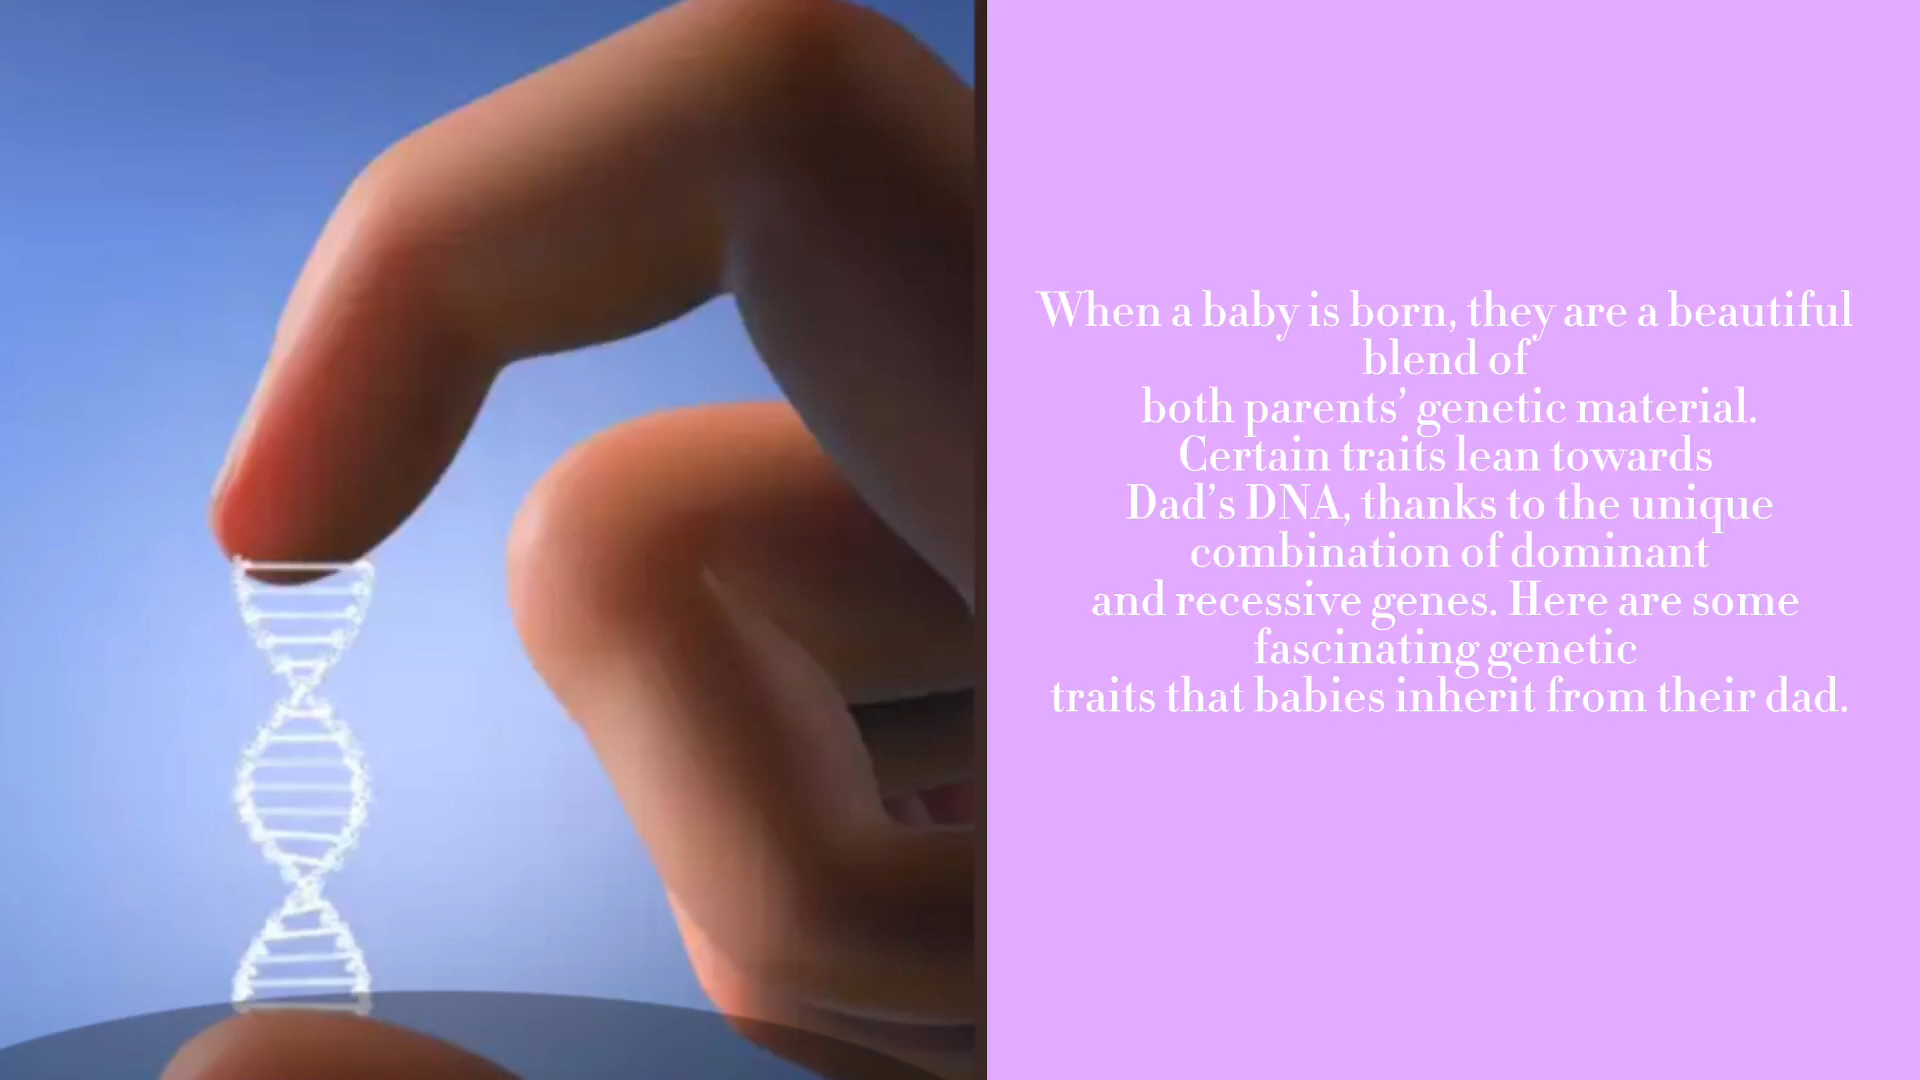 When a baby is born, they are a beautiful
blend of
both parents’ genetic material.
Certain traits lean towards
Dad’s DNA, thanks to the unique
combination of dominant
and recessive genes. Here are some
fascinating genetic
traits that babies inherit from their dad.